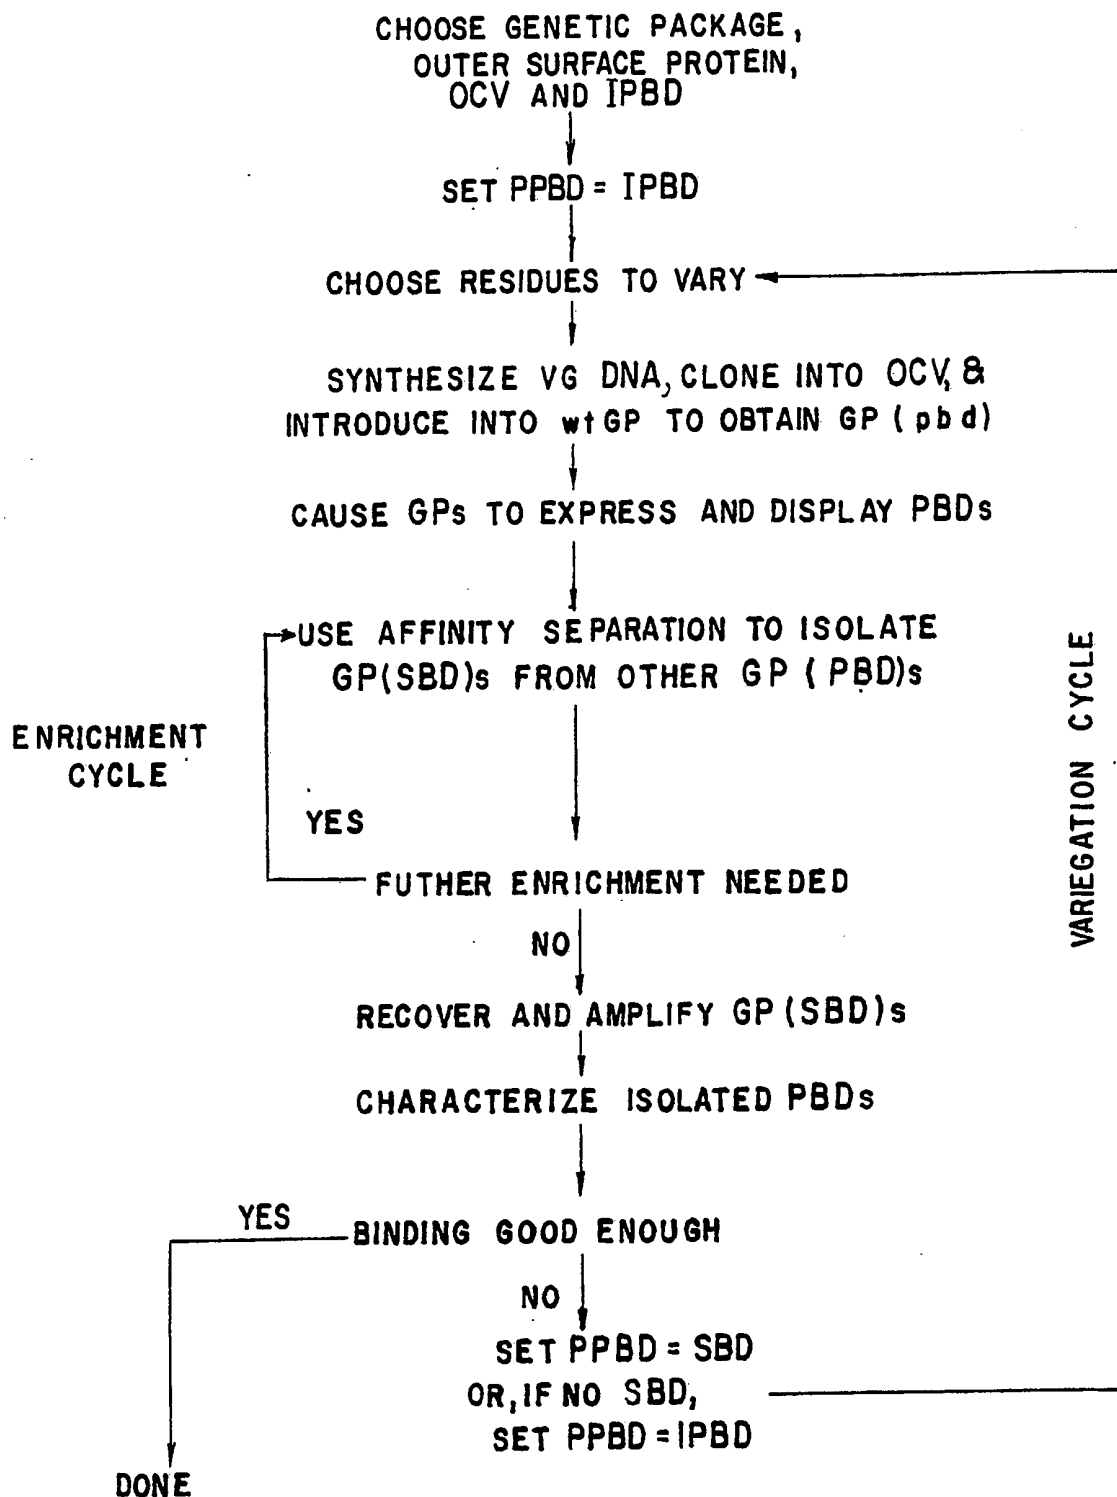 CHOOSE GENETIC PACKAGE,
OUTER SURFACE PROTEIN,
OCV AND IPBD
SET PPBD = IPBD
CHOOSE RESIDUES TO VARY
SYNTHESIZE VG DNA, CLONE INTO OCV, &
INTRODUCE INTO wtGP TO OBTAIN GP (pbd)
CAUSE GPs TO EXPRESS AND DISPLAY PBDs
USE AFFINITY SEPARATION TO ISOLATE
GP(SBD)s FROM OTHER GP (PBD)s
ENRICHMENT
CYCLE
YES
VARIEGATION CYCLE
FUTHER ENRICHMENT NEEDED
NO
RECOVER AND AMPLIFY GP (SBD)s
CHARACTERIZE ISOLATED PBDs
YES
BINDING GOOD ENOUGH
NO
SET PPBD = SBD
OR, IF NO SBD,
SET PPBD = IPBD
DONE